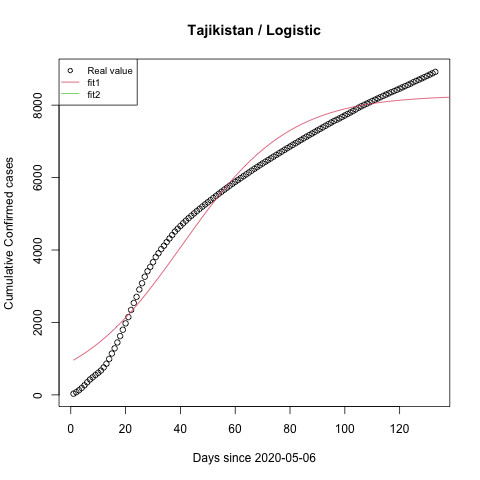 Tajikistan / Logistic
Real value
fit1
fit2
Cumulative Confirmed cases
8000
6000
4000
2000
0
0 20 40 60 80 100 120
Days since 2020-05-06